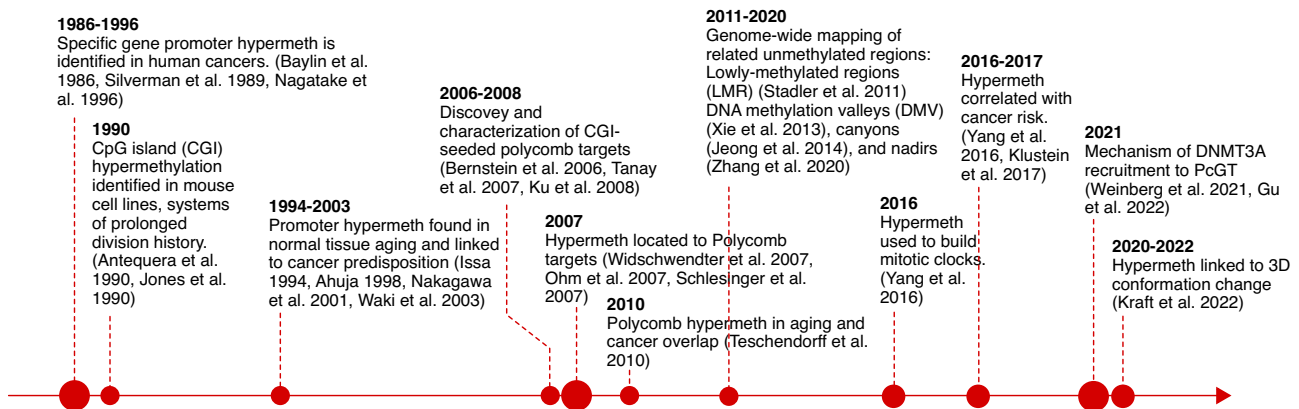 1986-1996
Specific gene promoter hypermeth is
identified in human cancers. (Baylin et al.
1986, Silverman et al. 1989, Nagatake et
al. 1996)
1990
CpG island (CGI)
hypermethylation
identified in mouse
cell lines, systems
of prolonged
division history.
(Antequera et al.
1990, Jones et al.
1990)
1994-2003
Promoter hypermeth found in
normal tissue aging and linked
to cancer predisposition (Issa
1994, Ahuja 1998, Nakagawa
et al. 2001, Waki et al. 2003)
2006-2008
Discovey and
characterization of CGI-
seeded polycomb targets
(Bernstein et al. 2006, Tanay
et al. 2007, Ku et al. 2008)
2007
Hypermeth located to Polycomb
targets (Widschwendter et al. 2007,
Ohm et al. 2007, Schlesinger et al.
2007)
2010
Polycomb hypermeth in aging and
cancer overlap (Teschendorff et al.
2010)
2011-2020
Genome-wide mapping of
related unmethylated regions:
Lowly-methylated regions
(LMR) (Stadler et al. 2011)
DNA methylation valleys (DMV)
(Xie et al. 2013), canyons
(Jeong et al. 2014), and nadirs
(Zhang et al. 2020)
2016
Hypermeth
used to build
mitotic clocks.
(Yang et al.
2016)
2016-2017
Hypermeth
correlated with
cancer risk.
(Yang et al.
2016, Klustein
et al. 2017)
2021
Mechanism of DNMT3A
recruitment to PcGT
(Weinberg et al. 2021, Gu
et al. 2022)
2020-2022
Hypermeth linked to 3D
conformation change
(Kraft et al. 2022)